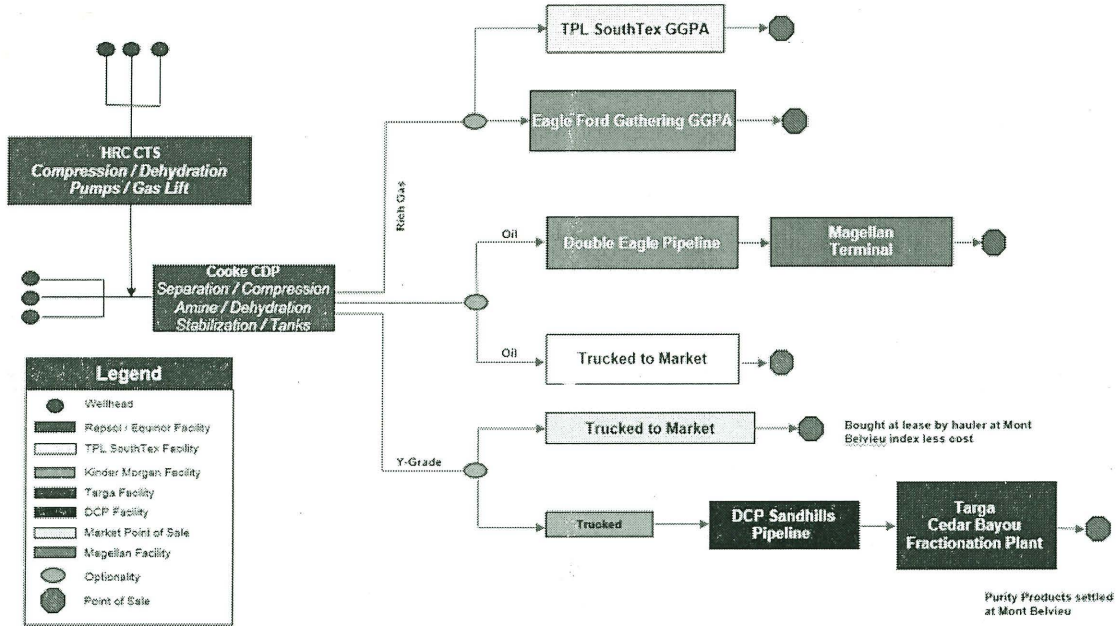 TPL SouthTex GGPA
Eagle Ford Gathering GGPA
HRC CTS
Compression / Dehydration
Pumps / Gas Lift
Rich Gas
Oil
Double Eagle Pipeline
Magellan
Terminal
Cooke CDP
Separation / Compression
Amine / Dehydration
Stabilization / Tanks
Oil
Trucked to Market
Legend
Wellhead
Repsol / Equinor Facility
TPL SouthTex Facility
Kinder Morgan Facility
Targa Facility
DCP Facility
Market Point of Sale
Magellan Facility
Optionality
Point of Sale
Y-Grade
Trucked to Market
Bought at lease by hauler at Mont
Belvieu index less cost
Trucked
DCP Sandhills
Pipeline
Targa
Cedar Bayou
Fractionation Plant
Purity Products settled
at Mont Belvieu